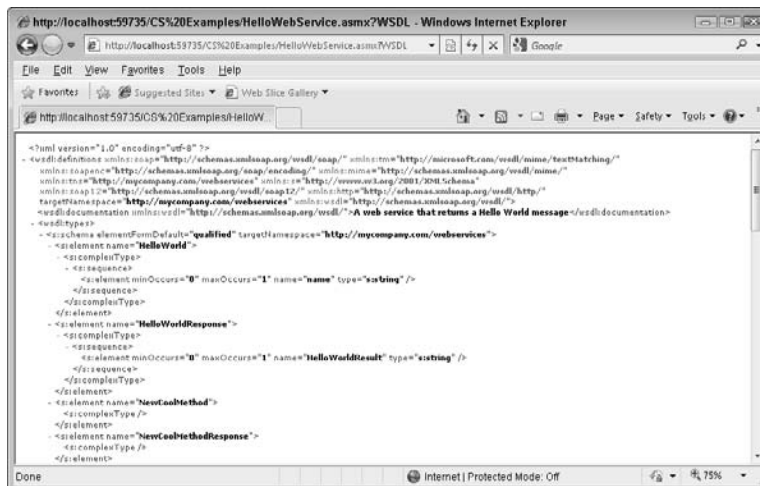 http://localhost:59735/CS%20Examples/HelloWebService.asmx?WSDL - Windows Internet Explorer
http://localhost:59735/CS%20Examples/HelloWebService.asmx?WSDL
Google
File Edit View Favorites Tools Help
Favorites Suggested Sites Web Slice Gallery
http://localhost:59735/CS%20Examples/HelloW... Page Safety Tools
<?xml version="1.0" encoding="utf-8" ?>
- <wsdl:definitions xmlns:soap="http://schemas.xmlsoap.org/wsdl/soap/" xmlns:tm="http://microsoft.com/wsdl/mime/textMatching/"
xmlns:soapenc="http://schemas.xmlsoap.org/soap/encoding/" xmlns:mime="http://schemas.xmlsoap.org/wsdl/mime/"
xmlns:tns="http://mycompany.com/webservices" xmlns:s="http://www.w3.org/2001/XMLSchema"
xmlns:soap12="http://schemas.xmlsoap.org/wsdl/soap12/" xmlns:http="http://schemas.xmlsoap.org/wsdl/http/"
targetNamespace="http://mycompany.com/webservices" xmlns:wsdl="http://schemas.xmlsoap.org/wsdl/">
<wsdl:documentation xmlns:wsdl="http://schemas.xmlsoap.org/wsdl/">A web service that returns a Hello World message</wsdl:documentation>
- <wsdl:types>
- <s:schema elementFormDefault="qualified" targetNamespace="http://mycompany.com/webservices">
- <s:element name="HelloWorld">
- <s:complexType>
- <s:sequence>
<s:element minOccurs="0" maxOccurs="1" name="name" type="s:string" />
</s:sequence>
</s:complexType>
</s:element>
- <s:element name="HelloWorldResponse">
- <s:complexType>
- <s:sequence>
<s:element minOccurs="0" maxOccurs="1" name="HelloWorldResult" type="s:string" />
</s:sequence>
</s:complexType>
</s:element>
- <s:element name="NewCoolMethod">
<s:complexType />
</s:element>
- <s:element name="NewCoolMethodResponse">
<s:complexType />
</s:element>
Done Internet | Protected Mode: Off 75%